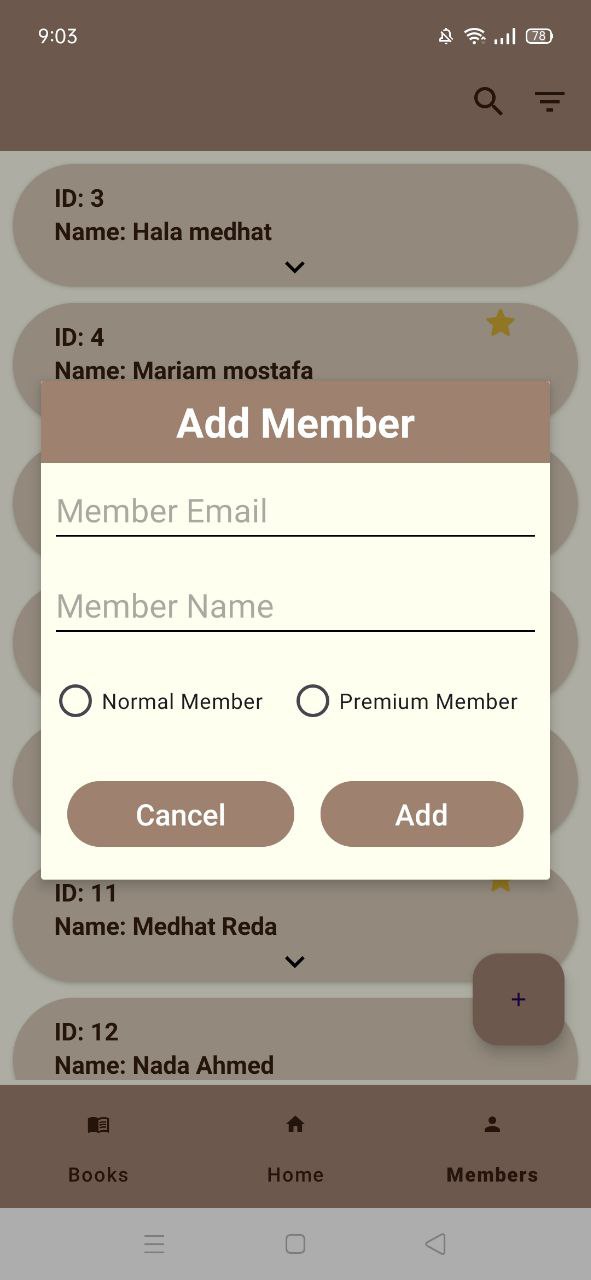 9:03
78
ID: 3
Name: Hala medhat
ID: 4
Name: Mariam mostafa
Add Member
Member Email
Member Name
Normal Member
Premium Member
Cancel
Add
ID: 11
Name: Medhat Reda
+
ID: 12
Name: Nada Ahmed
Books
Home
Members